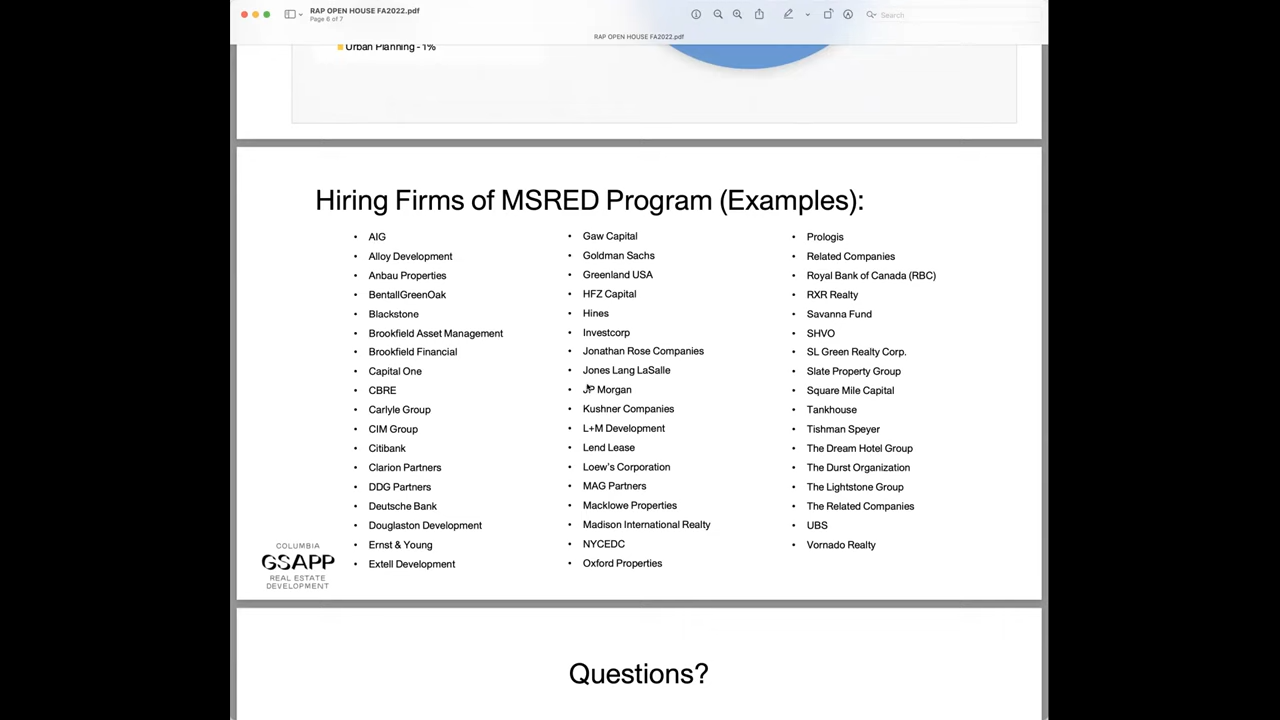 RAP OPEN HOUSE FA2022.pdf
Page 6 of 7
Search
RAP OPEN HOUSE FA2022.pdf
Urban Planning - 1%
Hiring Firms of MSRED Program (Examples):
• AIG
• Alloy Development
• Anbau Properties
• BentallGreenOak
• Blackstone
• Brookfield Asset Management
• Brookfield Financial
• Capital One
• CBRE
• Carlyle Group
• CIM Group
• Citibank
• Clarion Partners
• DDG Partners
• Deutsche Bank
• Douglaston Development
• Ernst & Young
• Extell Development
• Gaw Capital
• Goldman Sachs
• Greenland USA
• HFZ Capital
• Hines
• Investcorp
• Jonathan Rose Companies
• Jones Lang LaSalle
• JP Morgan
• Kushner Companies
• L+M Development
• Lend Lease
• Loew's Corporation
• MAG Partners
• Macklowe Properties
• Madison International Realty
• NYCEDC
• Oxford Properties
• Prologis
• Related Companies
• Royal Bank of Canada (RBC)
• RXR Realty
• Savanna Fund
• SHVO
• SL Green Realty Corp.
• Slate Property Group
• Square Mile Capital
• Tankhouse
• Tishman Speyer
• The Dream Hotel Group
• The Durst Organization
• The Lightstone Group
• The Related Companies
• UBS
• Vornado Realty
COLUMBIA
GSAPP
REAL ESTATE
DEVELOPMENT
Questions?